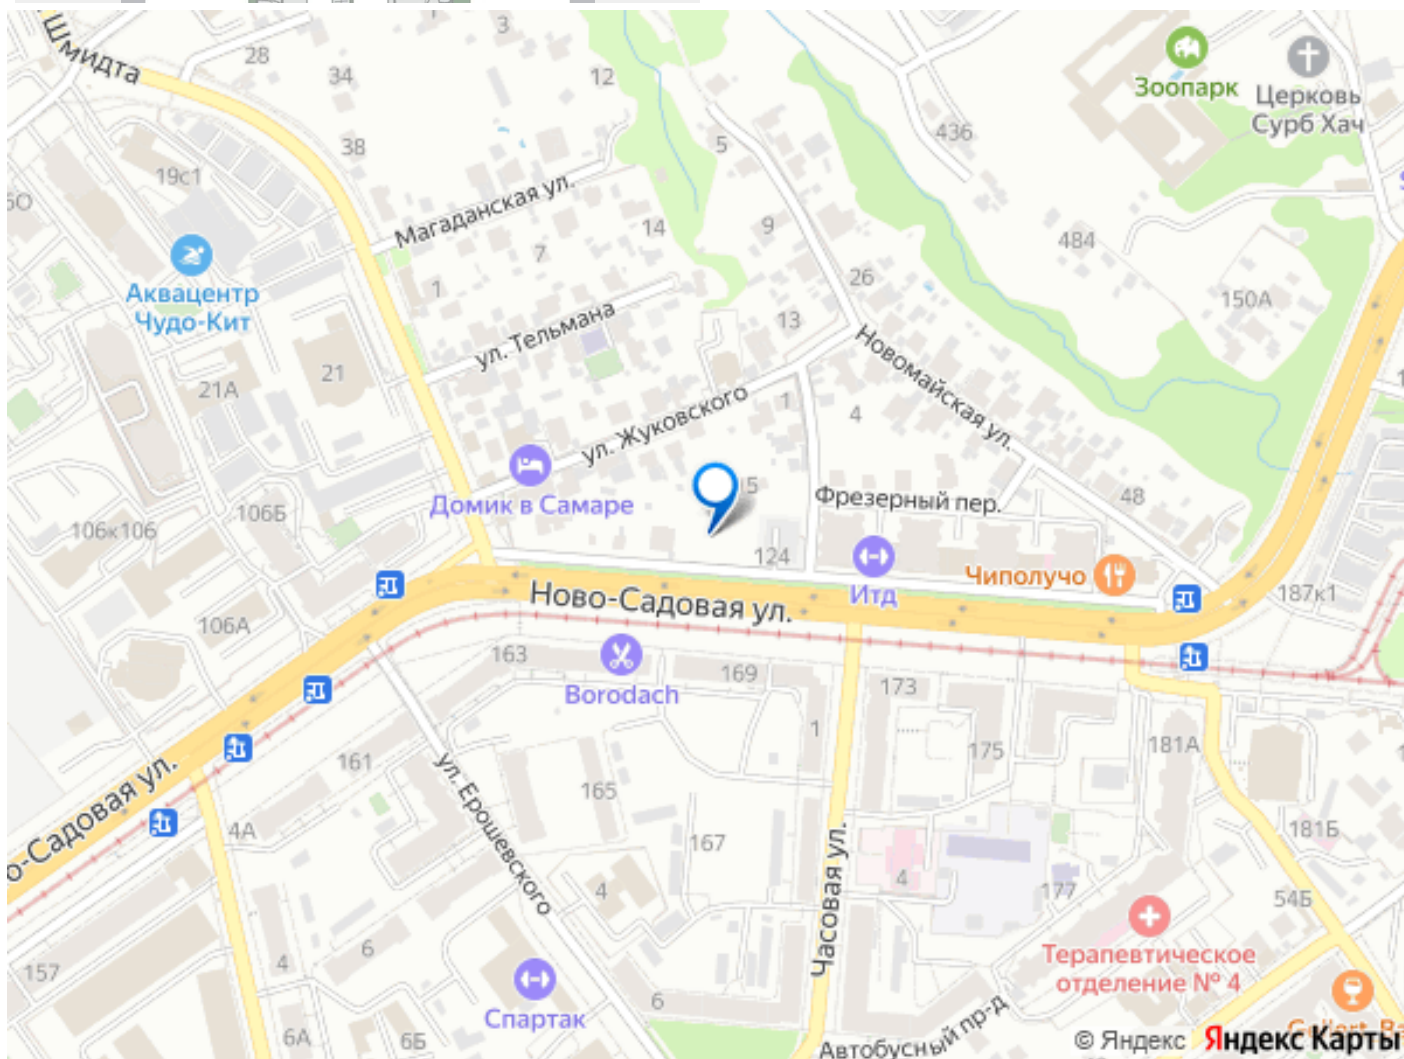 Шмидта
28
34
3
12
38
5
436
Зоопарк
Церковь
Сурб Хач
19с1
Магаданская ул.
14
9
7
484
26
1
Аквацентр
Чудо-Кит
150А
ул. Тельмана
13
Новомайская ул.
21
21А
ул. Жуковского
1
4
Домик в Самаре
5
Фрезерный пер.
48
106к106
106Б
124
Итд
Чиполучо
187к1
Ново-Садовая ул.
106А
163
Borodach
169
173
175
181А
1
161
ул. Ерошевского
165
о-Садовая ул.
4А
167
181Б
Часовая ул.
4
4
177
54Б
157
4
6
Терапевтическое
отделение № 4
Спартак
6
6А
6Б
Автобусный пр-д
© Яндекс Яндекс Карты